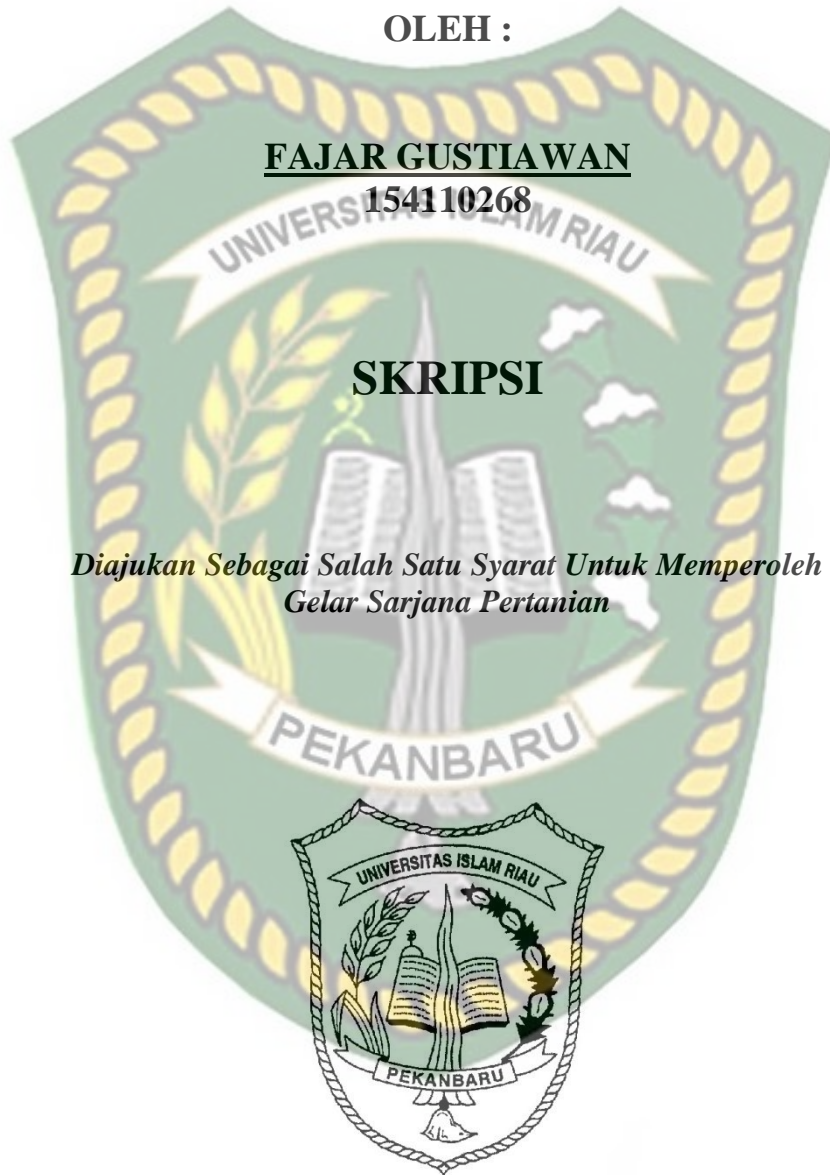 OLEH :
FAJAR GUSTIAWAN
154110268
UNIVERSITAS ISLAM RIAU
SKRIPSI
Diajukan Sebagai Salah Satu Syarat Untuk Memperoleh
Gelar Sarjana Pertanian
PEKANBARU
UNIVERSITAS ISLAM RIAU
PEKANBARU